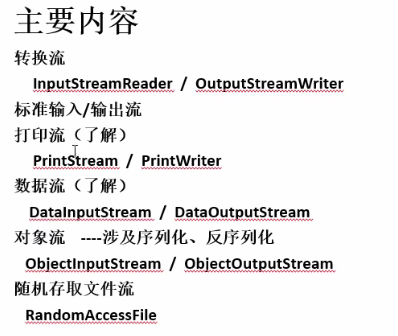 主要内容
转换流
InputStreamReader / OutputStreamWriter
标准输入/输出流
打印流（了解）
PrintStream / PrintWriter
数据流（了解）
DataInputStream / DataOutputStream
对象流 ----涉及序列化、反序列化
ObjectInputStream / ObjectOutputStream
随机存取文件流
RandomAccessFile